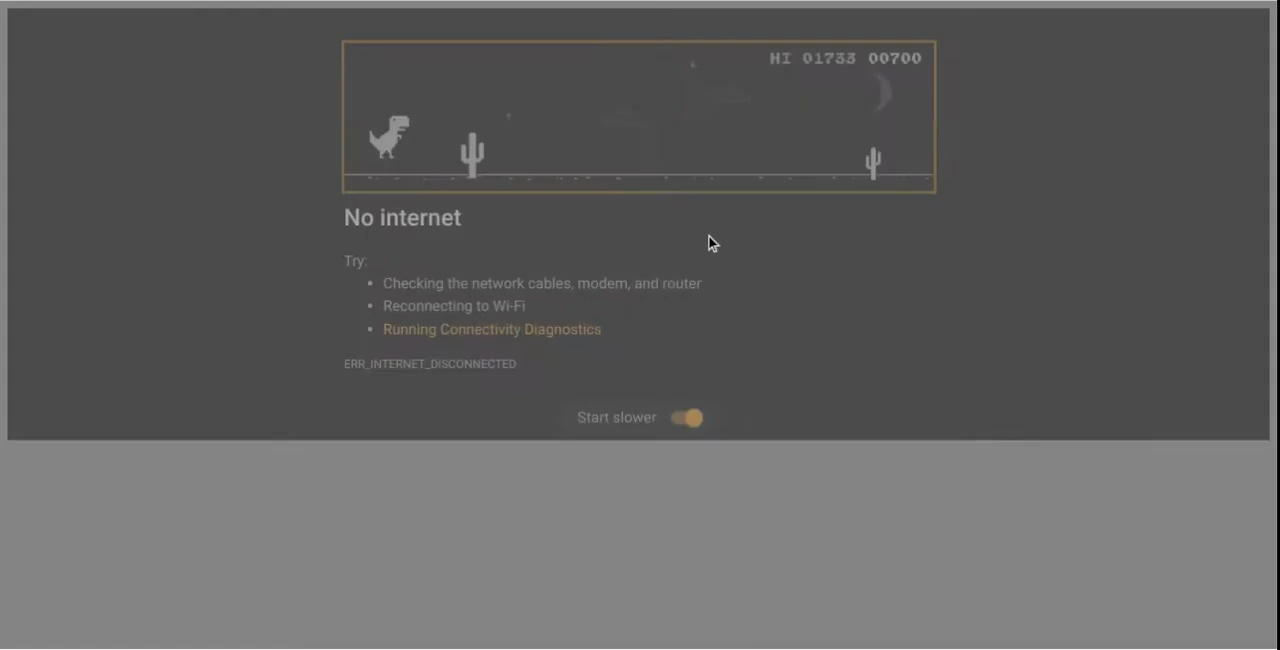 HI 01733 00700
No internet
Try:
• Checking the network cables, modem, and router
• Reconnecting to Wi-Fi
• Running Connectivity Diagnostics
ERR_INTERNET_DISCONNECTED
Start slower